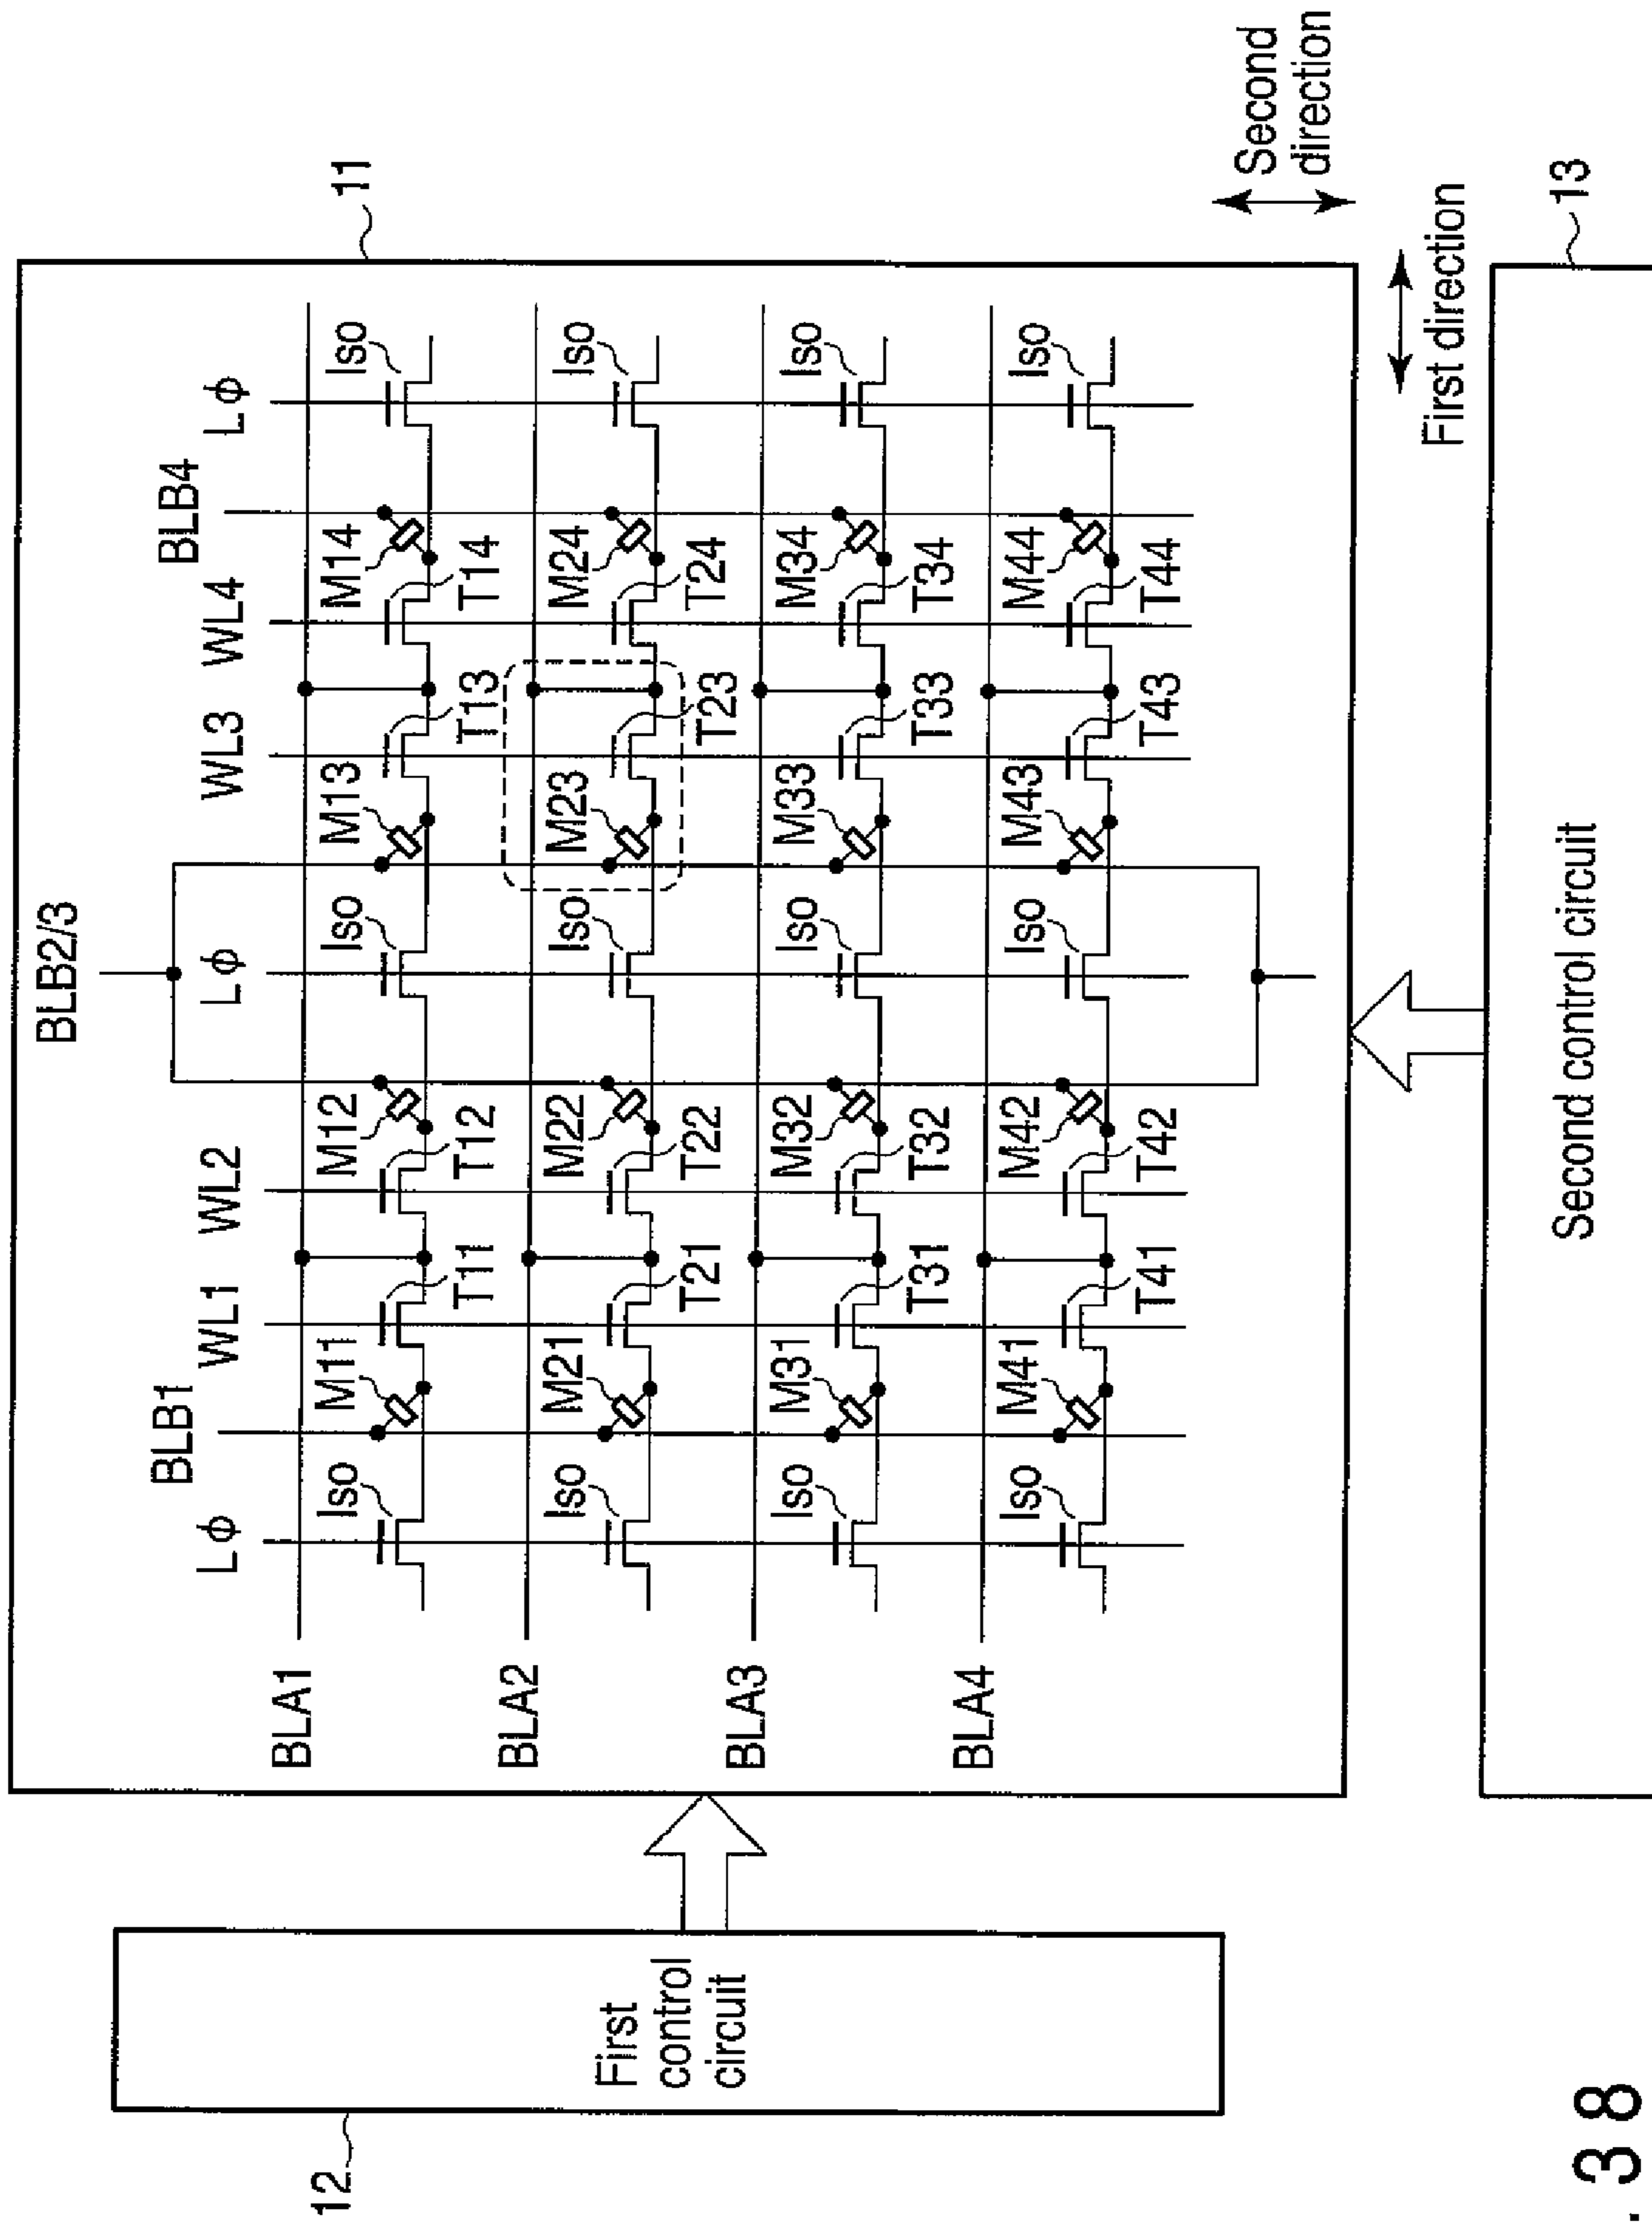 BLB2/3
BLB1
WL1
WL2
WL3
WL4
BLB4
Lϕ
Lϕ
Lϕ
11
BLA1
Iso
M11
T11
M12
T12
Iso
M13
T13
M14
T14
Iso
BLA2
Iso
M21
T21
M22
T22
Iso
M23
T23
M24
T24
Iso
BLA3
Iso
M31
T31
M32
T32
Iso
M33
T33
M34
T34
Iso
BLA4
Iso
M41
T41
M42
T42
Iso
M43
T43
M44
T44
Iso
12
First
control
circuit
Second
direction
First direction
13
Second control circuit
. 38